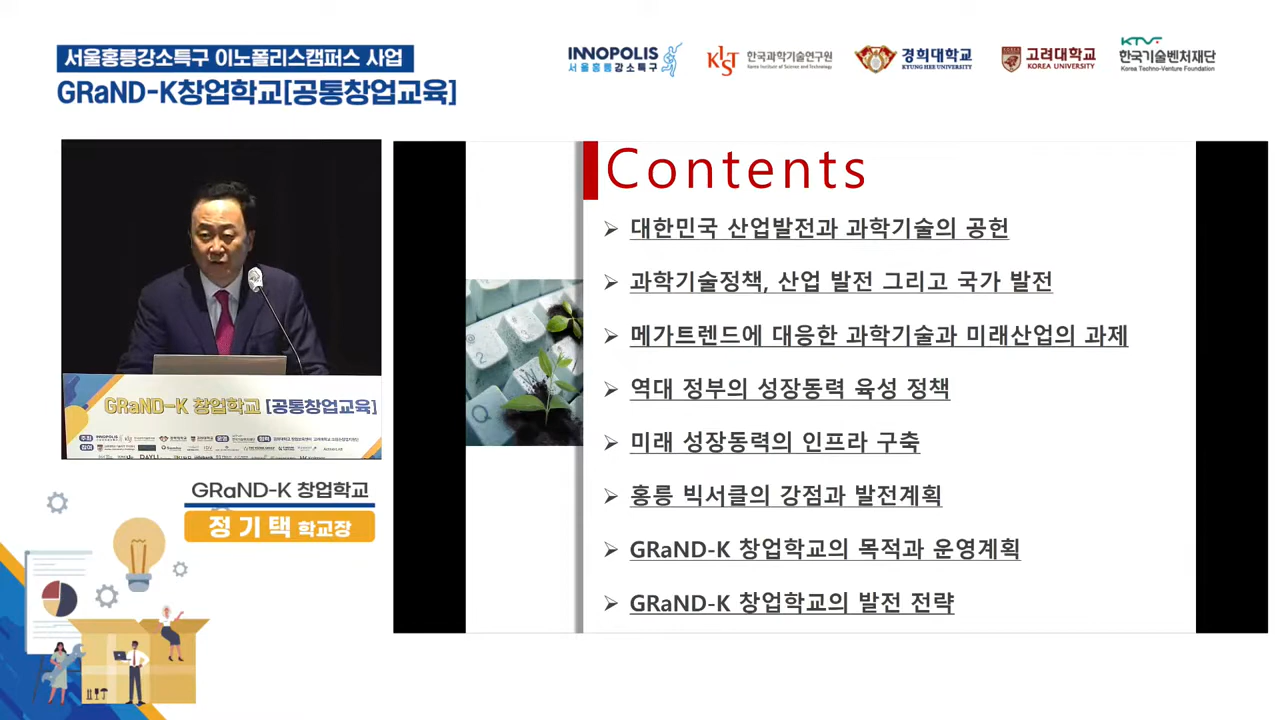 서울홍릉강소특구 이노폴리스캠퍼스 사업
GRaND-K창업학교[공통창업교육]
INNOPOLIS
서울홍릉강소특구
KIST 한국과학기술연구원
Korea Institute of Science and Technology
경희대학교
KYUNG HEE UNIVERSITY
고려대학교
KOREA UNIVERSITY
KTVF
한국기술벤처재단
Korea Techno-Venture Foundation
Contents
➢ 대한민국 산업발전과 과학기술의 공헌
➢ 과학기술정책, 산업 발전 그리고 국가 발전
➢ 메가트렌드에 대응한 과학기술과 미래산업의 과제
➢ 역대 정부의 성장동력 육성 정책
➢ 미래 성장동력의 인프라 구축
➢ 홍릉 빅서클의 강점과 발전계획
➢ GRaND-K 창업학교의 목적과 운영계획
➢ GRaND-K 창업학교의 발전 전략
@
2
W
Q
GRaND-K 창업학교 [공통창업교육]
주최 INNOPOLIS
GRaND-K 창업학교
정기택 학교장